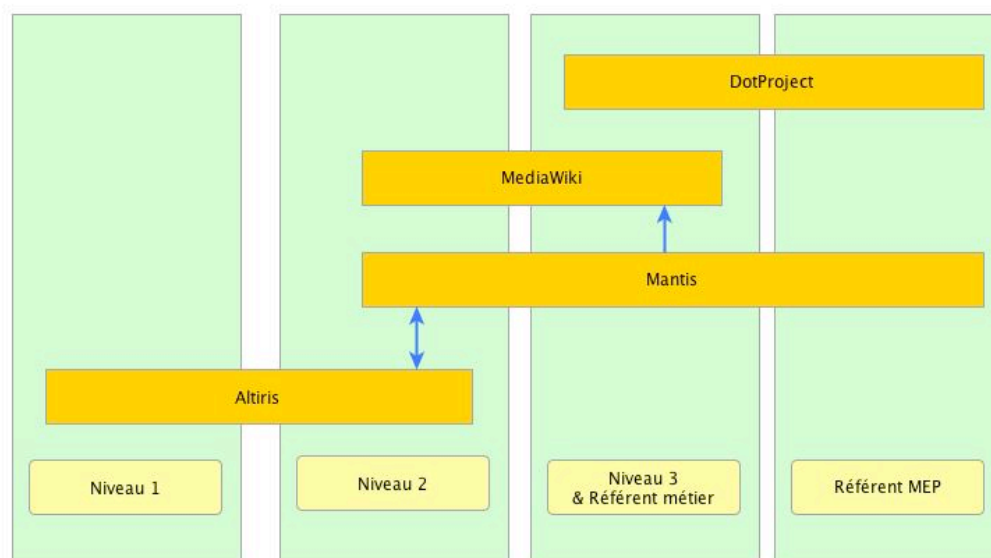 DotProject
MediaWiki
Mantis
Altiris
Niveau 1
Niveau 2
Niveau 3
& Référent métier
Référent MEP